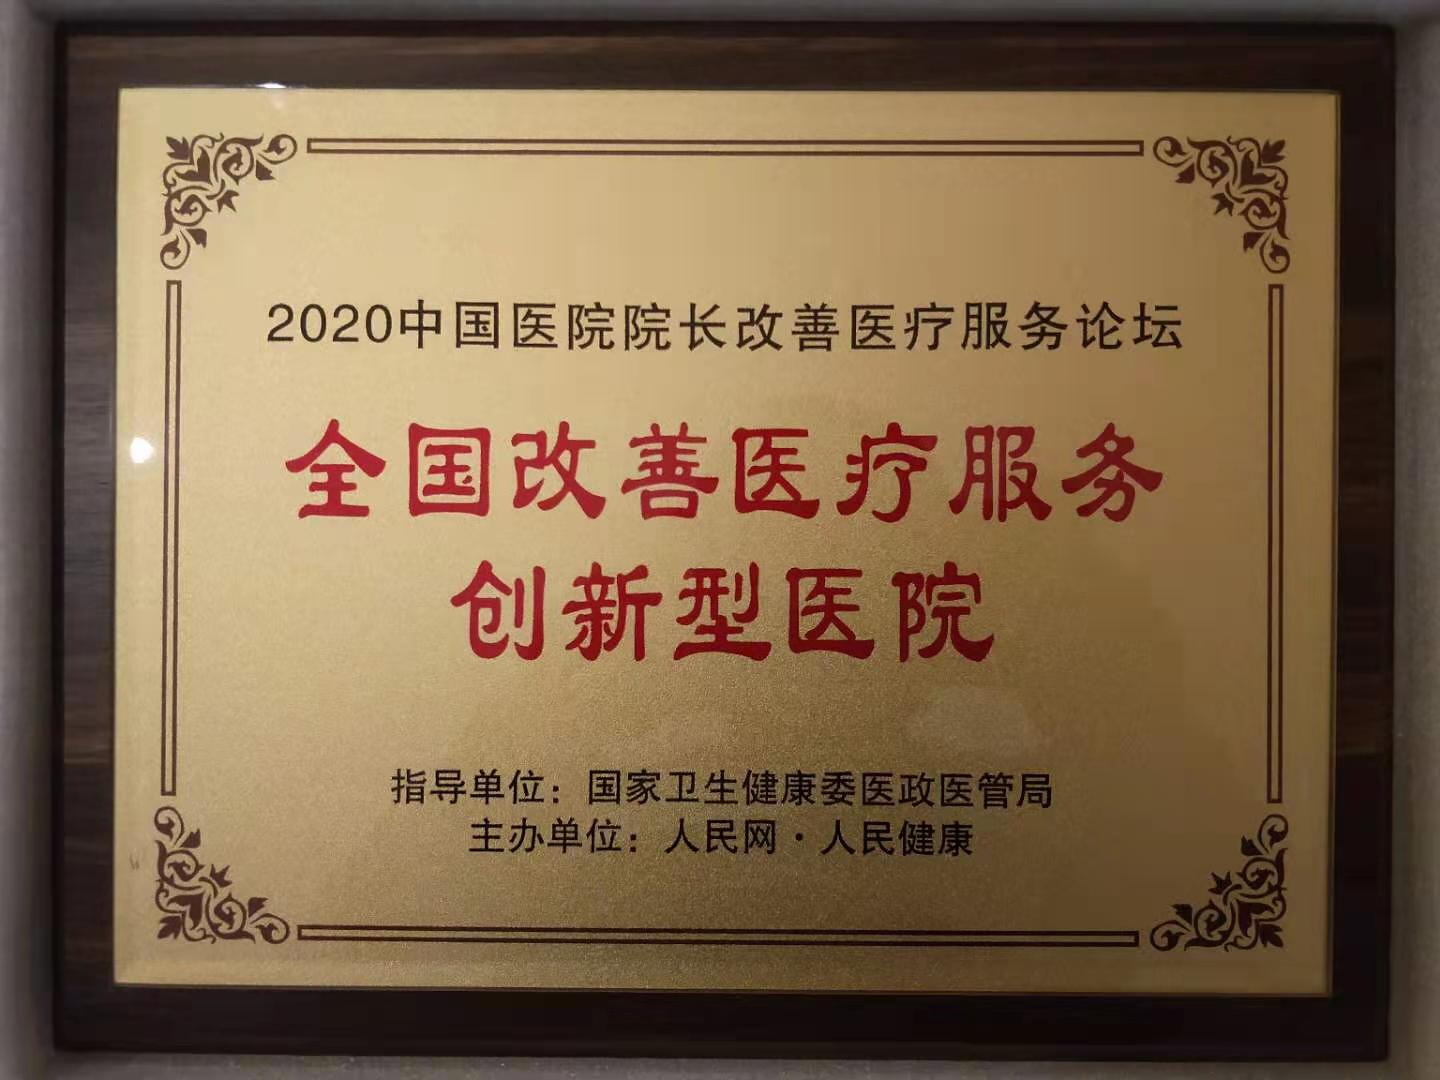 2020中国医院院长改善医疗服务论坛
全国改善医疗服务
创新型医院
指导单位：国家卫生健康委医政医管局
主办单位：人民网·人民健康